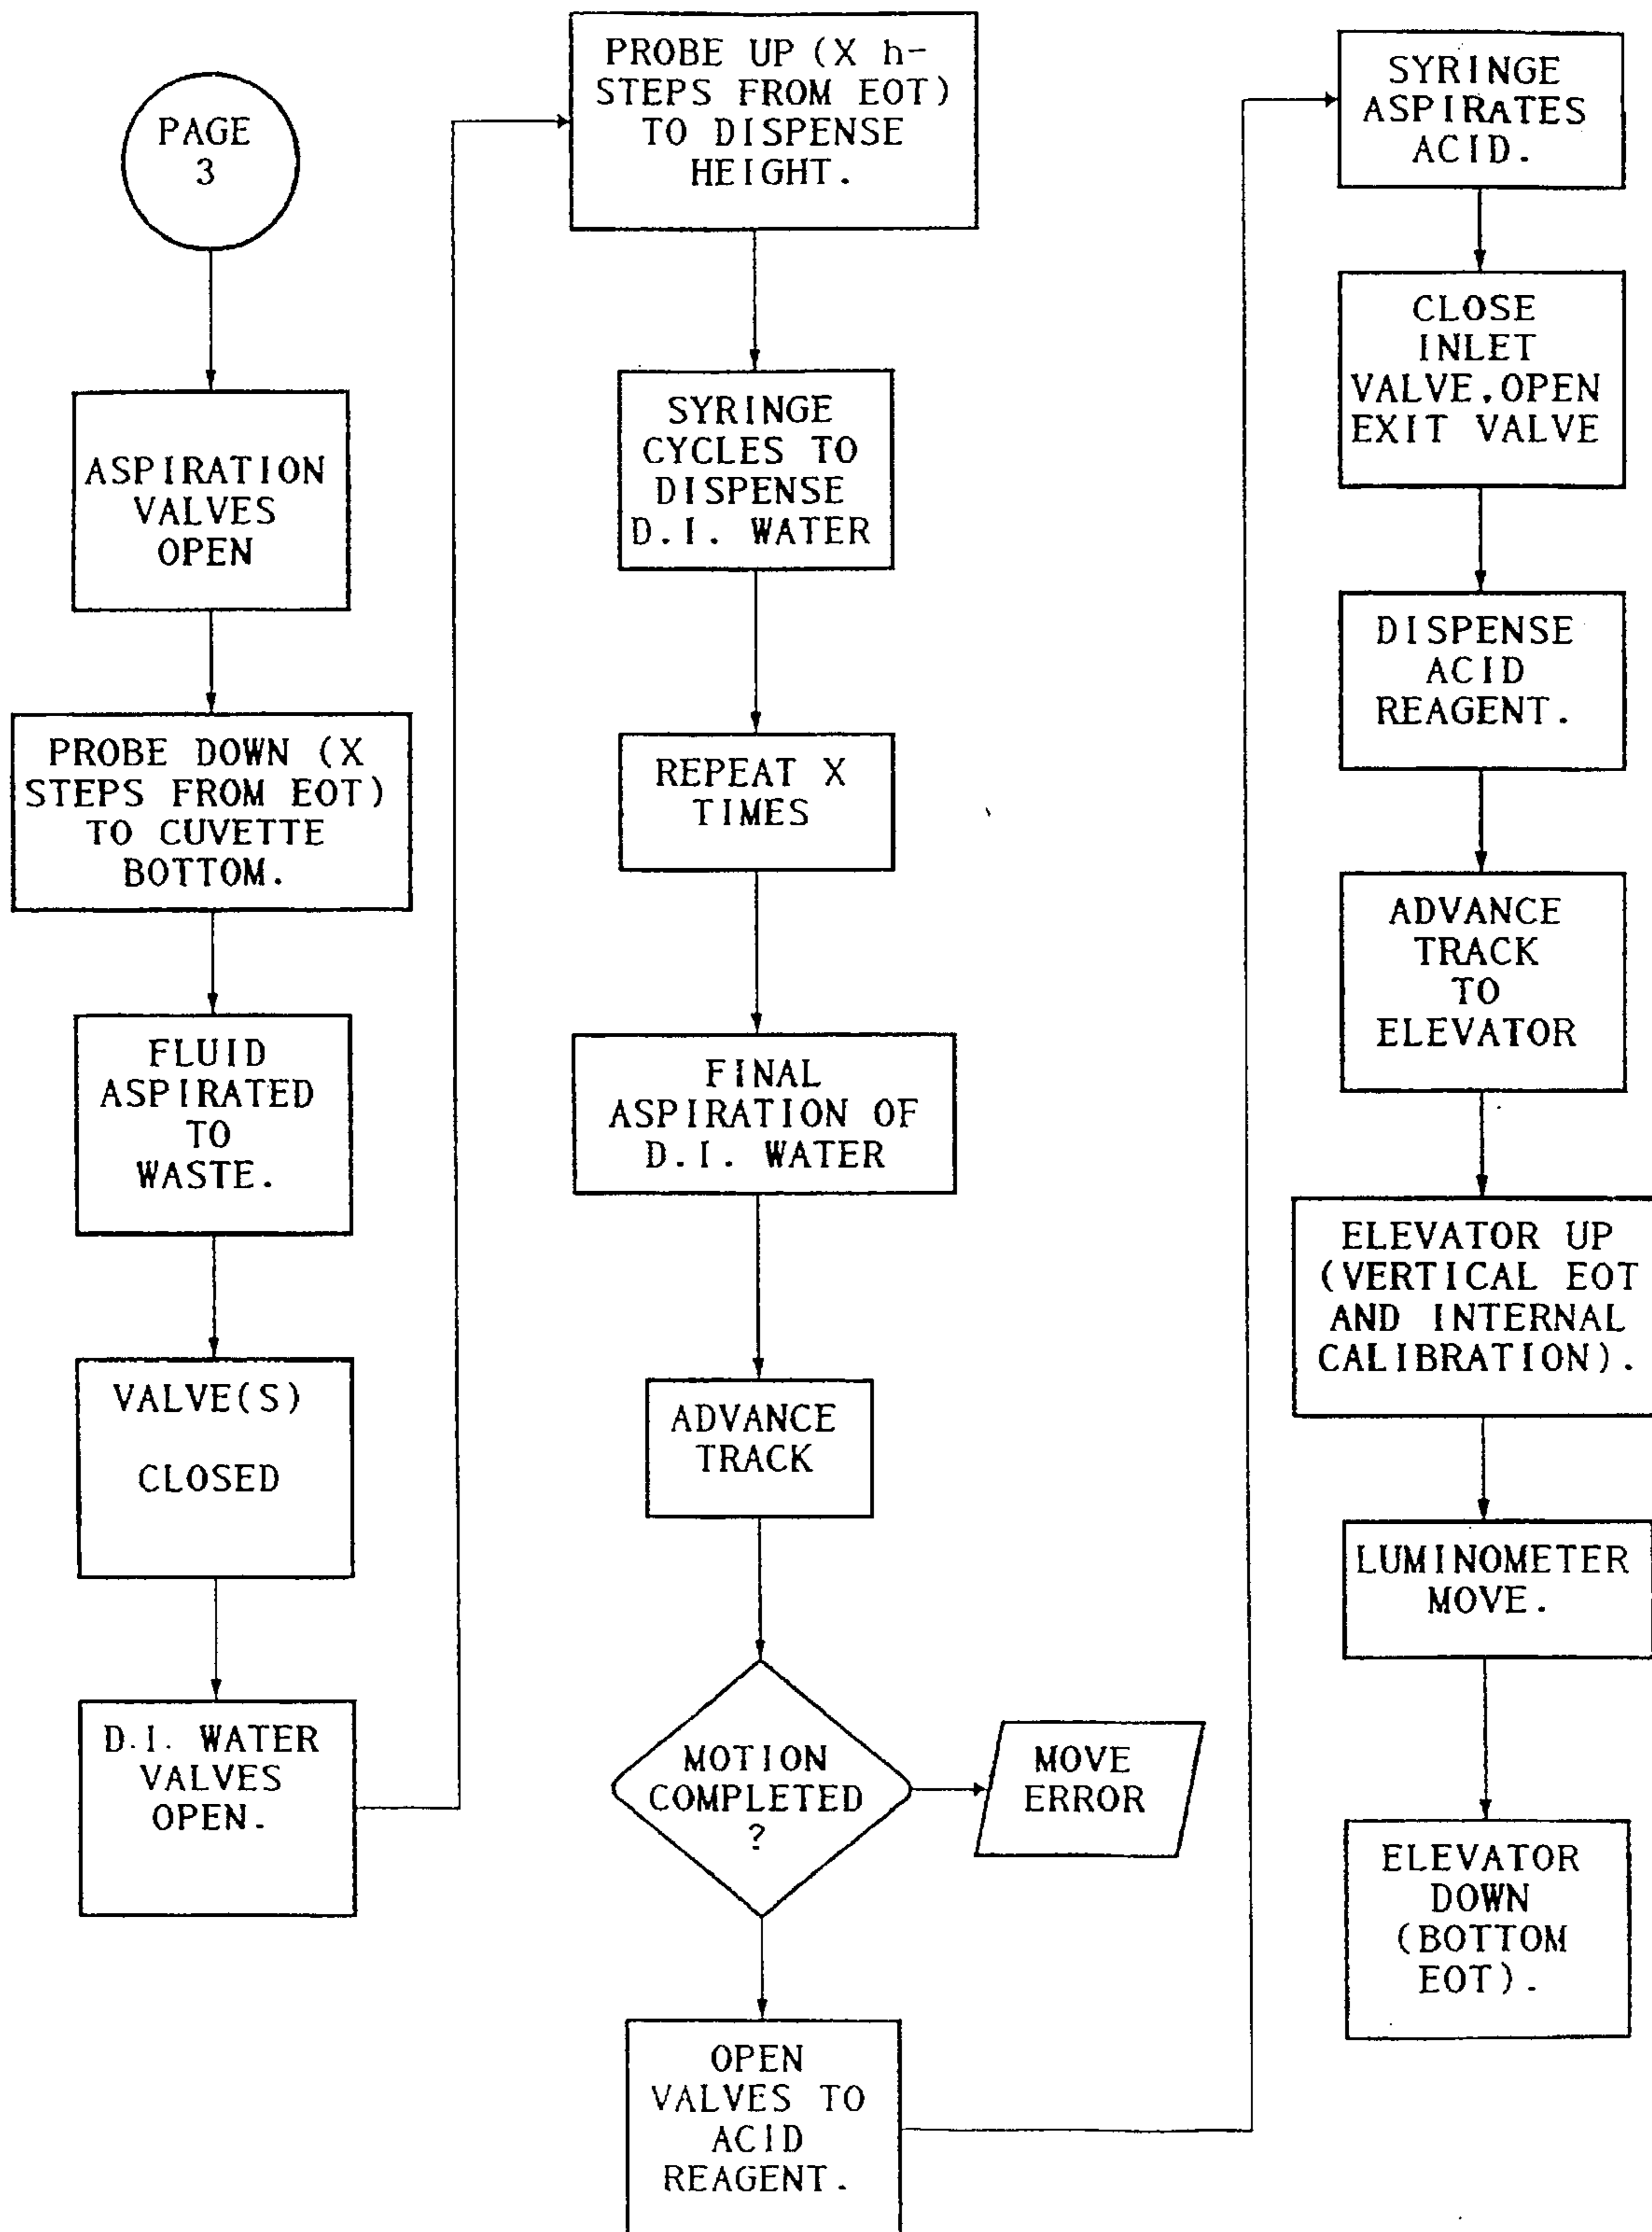 PAGE
3
ASPIRATION
VALVES
OPEN
PROBE DOWN (X
STEPS FROM EOT)
TO CUVETTE
BOTTOM.
FLUID
ASPIRATED
TO
WASTE.
VALVE(S)
CLOSED
D.I. WATER
VALVES
OPEN.
PROBE UP (X h-
STEPS FROM EOT)
TO DISPENSE
HEIGHT.
SYRINGE
CYCLES TO
DISPENSE
D.I. WATER
REPEAT X
TIMES
FINAL
ASPIRATION OF
D.I. WATER
ADVANCE
TRACK
MOTION
COMPLETED
?
MOVE
ERROR
OPEN
VALVES TO
ACID
REAGENT.
SYRINGE
ASPIRATES
ACID.
CLOSE
INLET
VALVE,OPEN
EXIT VALVE
DISPENSE
ACID
REAGENT.
ADVANCE
TRACK
TO
ELEVATOR
ELEVATOR UP
(VERTICAL EOT
AND INTERNAL
CALIBRATION).
LUMINOMETER
MOVE.
ELEVATOR
DOWN
(BOTTOM
EOT).